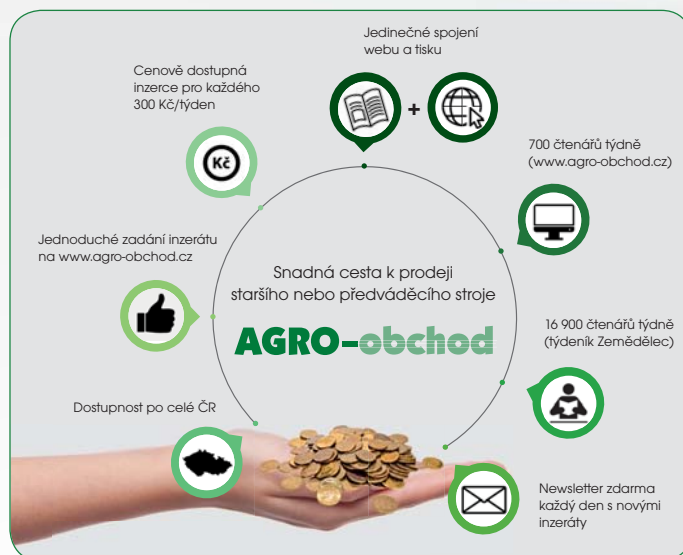 Jedinečné spojení
webu a tisku
Cenově dostupná
inzerce pro každého
300 Kč/týden
+
Kč
700 čtenářů týdně
(www.agro-obchod.cz)
Jednoduché zadání inzerátu
na www.agro-obchod.cz
Snadná cesta k prodeji
staršího nebo předváděcího stroje
AGRO-obchod
16 900 čtenářů týdně
(týdeník Zemědělec)
Dostupnost po celé ČR
Newsletter zdarma
každý den s novými
inzeráty